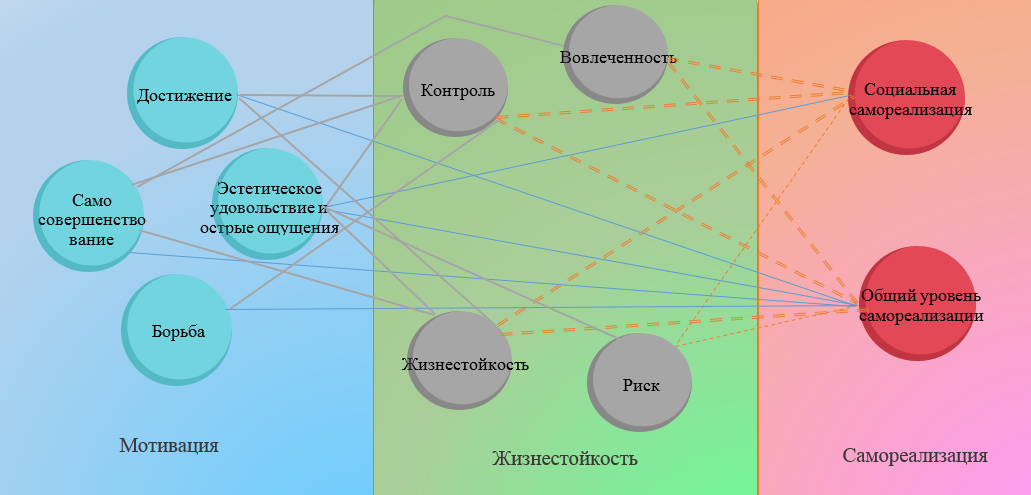 Достижение
Само
совершенство
вание
Эстетическое
удовольствие и
острые ощущения
Борьба
Мотивация
Контроль
Вовлеченность
Жизнестойкость
Риск
Жизнестойкость
Социальная
самореализация
Общий уровень
самореализации
Самореализация